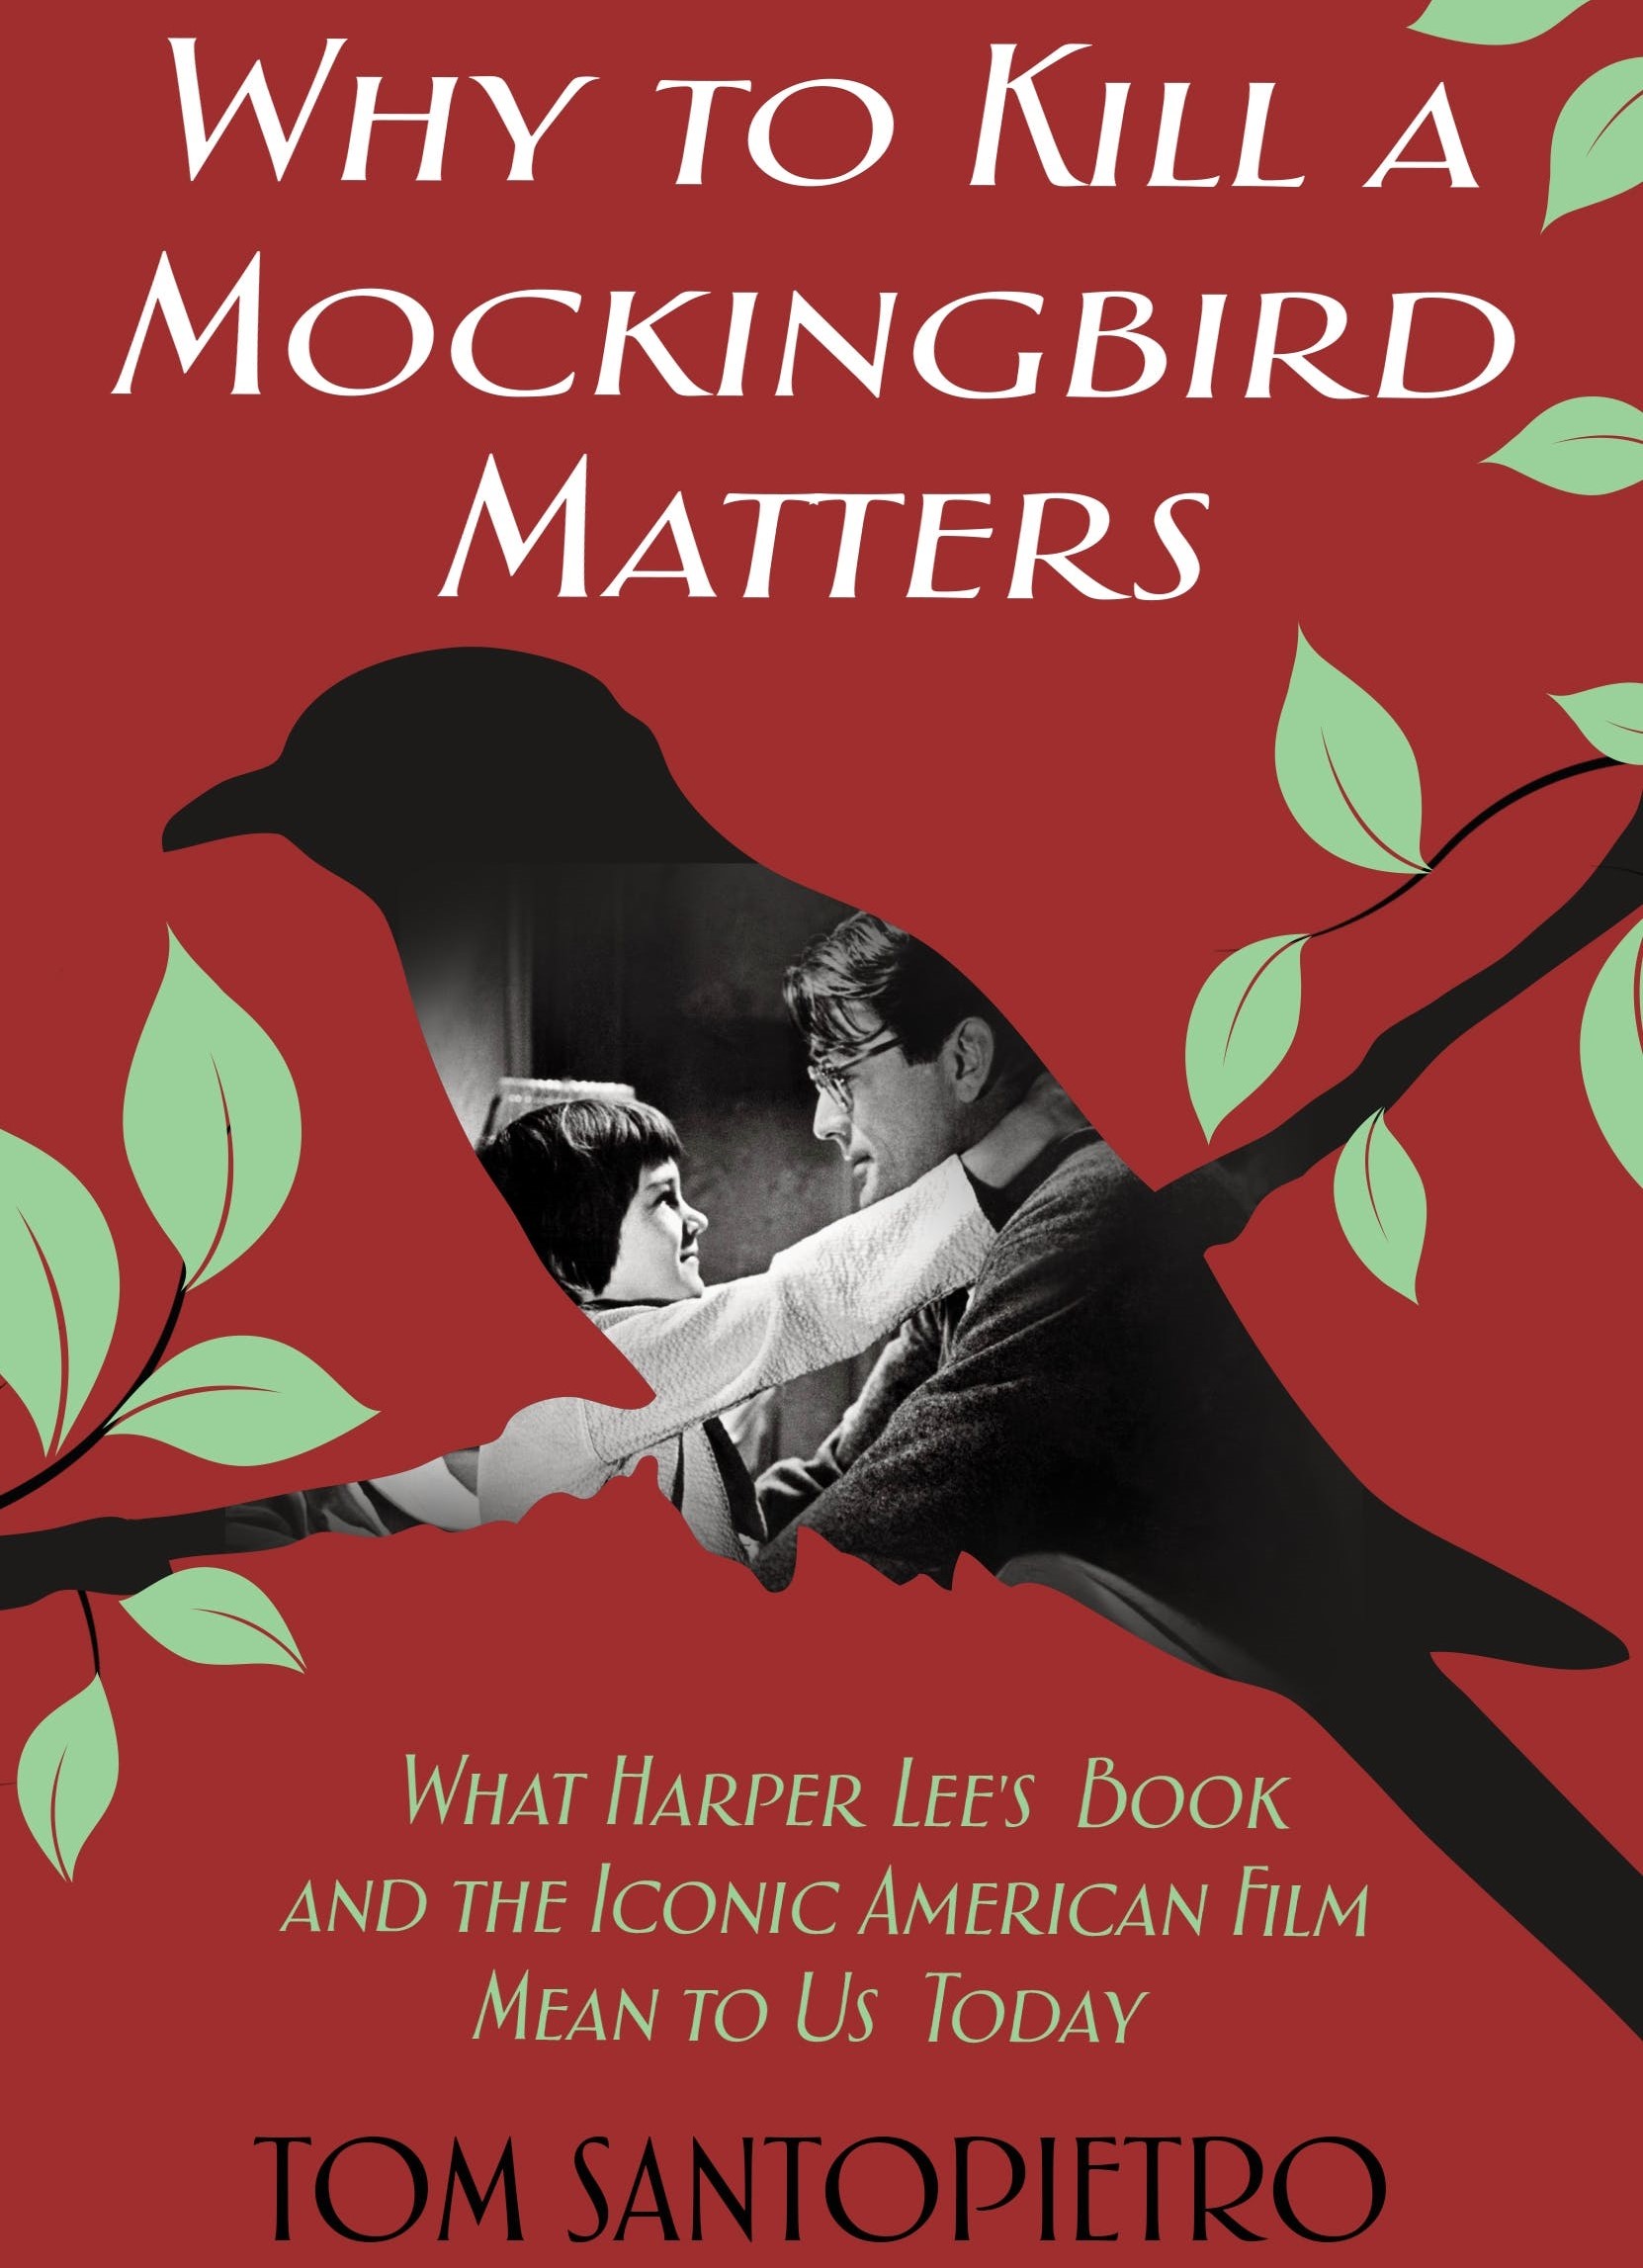 WHY TO KILL A
MOCKINGBIRD
MATTERS
WHAT HARPER LEE'S BOOK
AND THE ICONIC AMERICAN FILM
MEAN TO US TODAY
TOM SANTOPIETRO